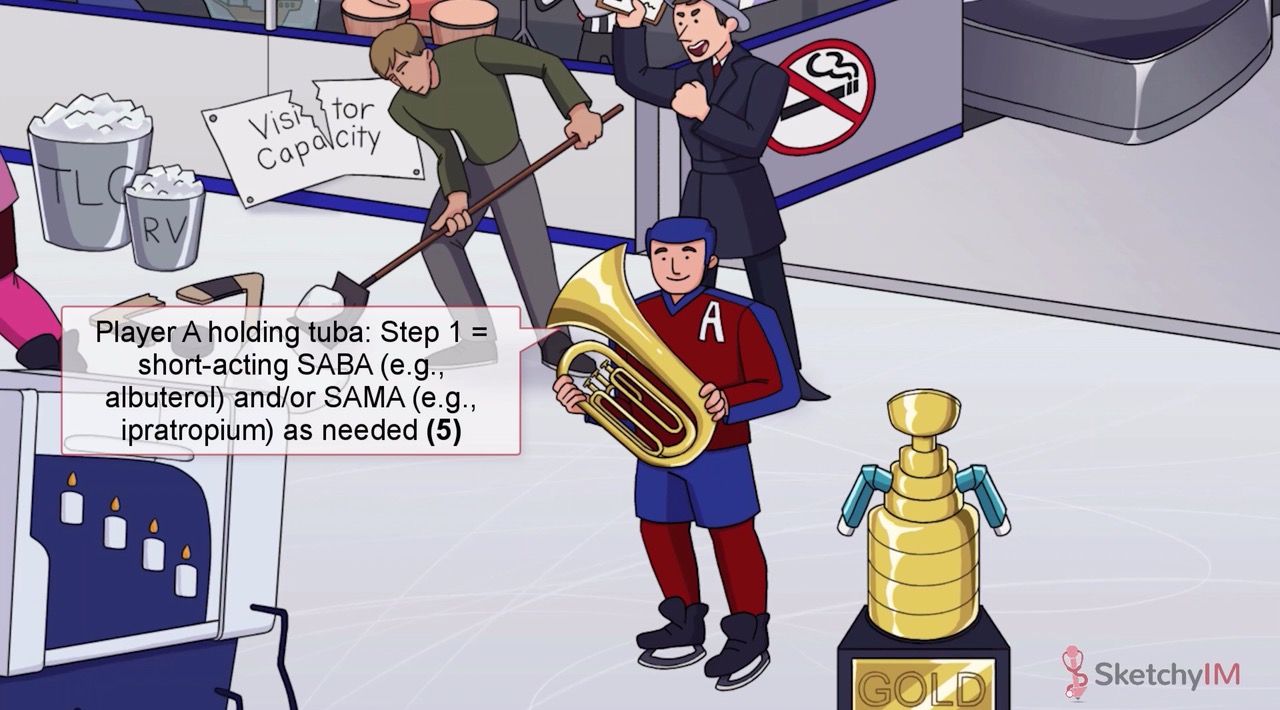 Visitor
Capacity
TLC
RV
A
Player A holding tuba: Step 1 =
short-acting SABA (e.g.,
albuterol) and/or SAMA (e.g.,
ipratropium) as needed (5)
GOLD
SketchyIM